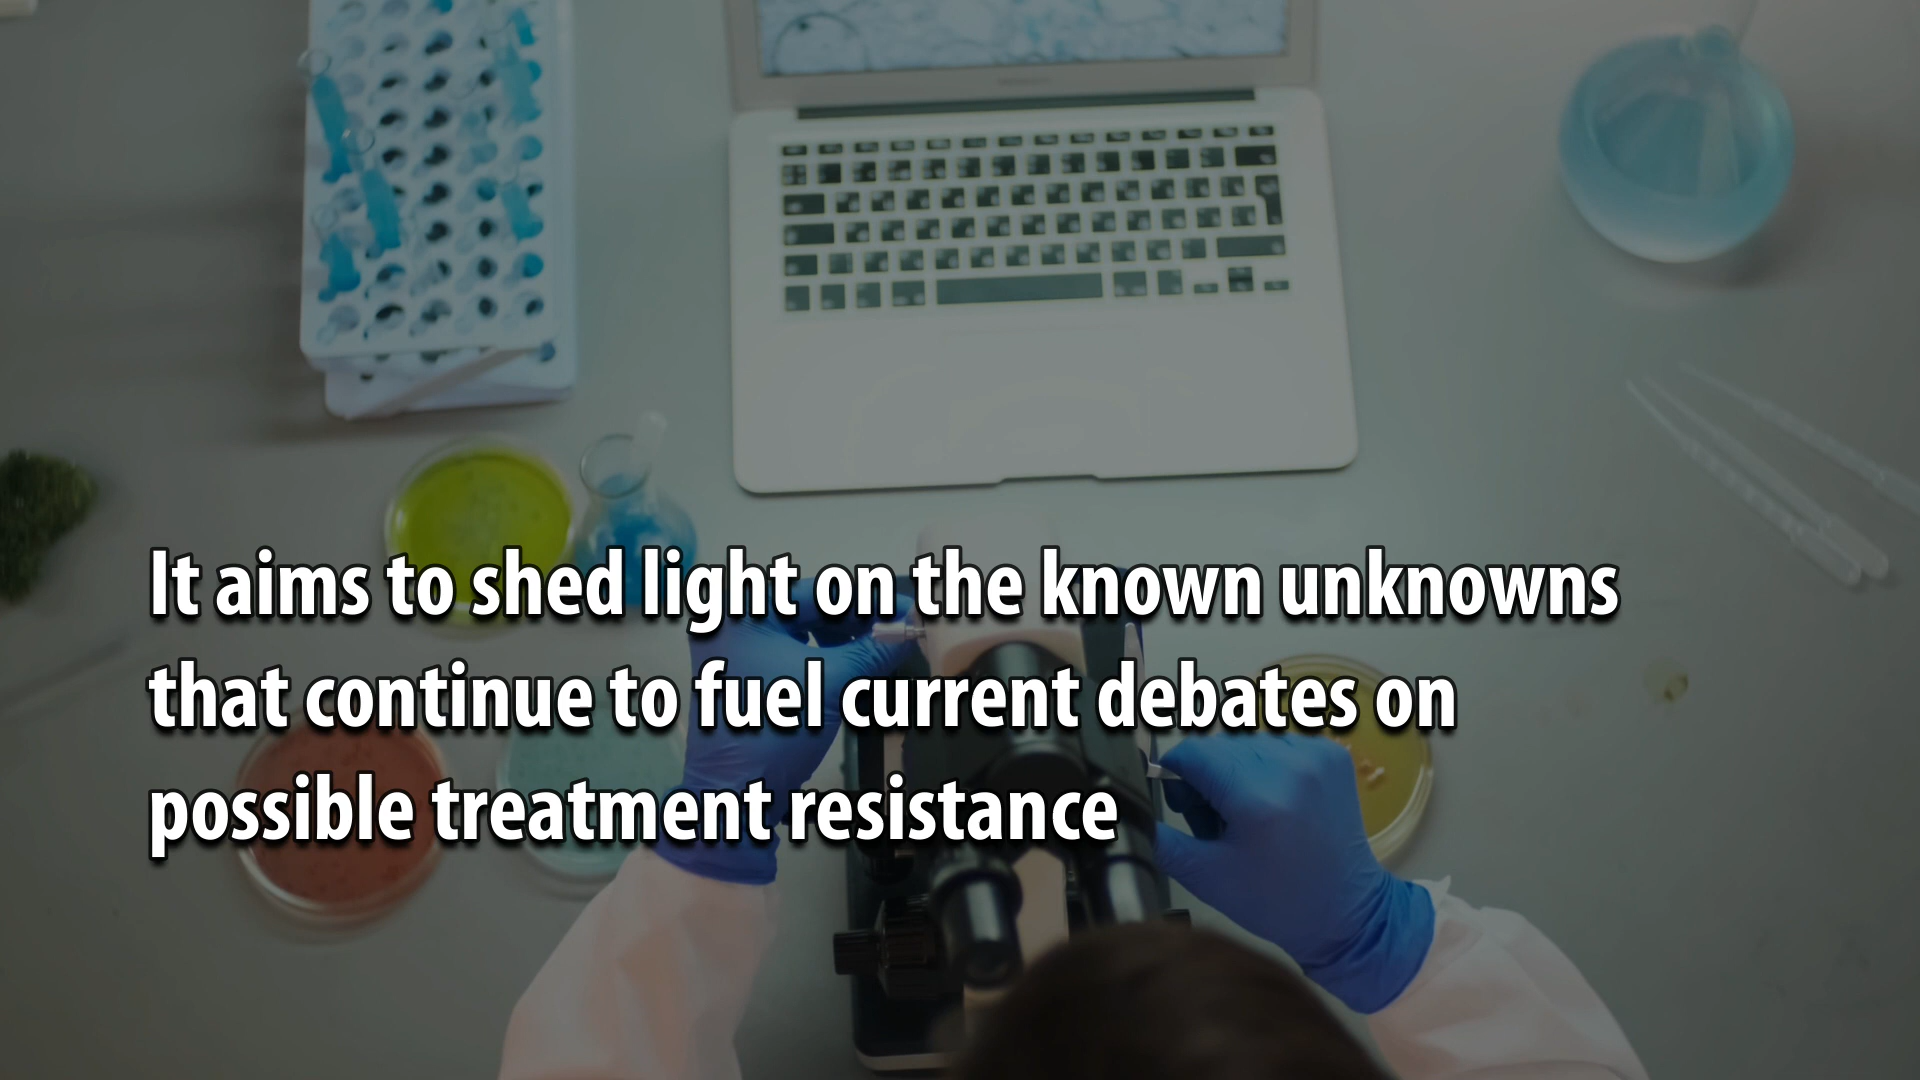 It aims to shed light on the known unknowns
that continue to fuel current debates on
possible treatment resistance